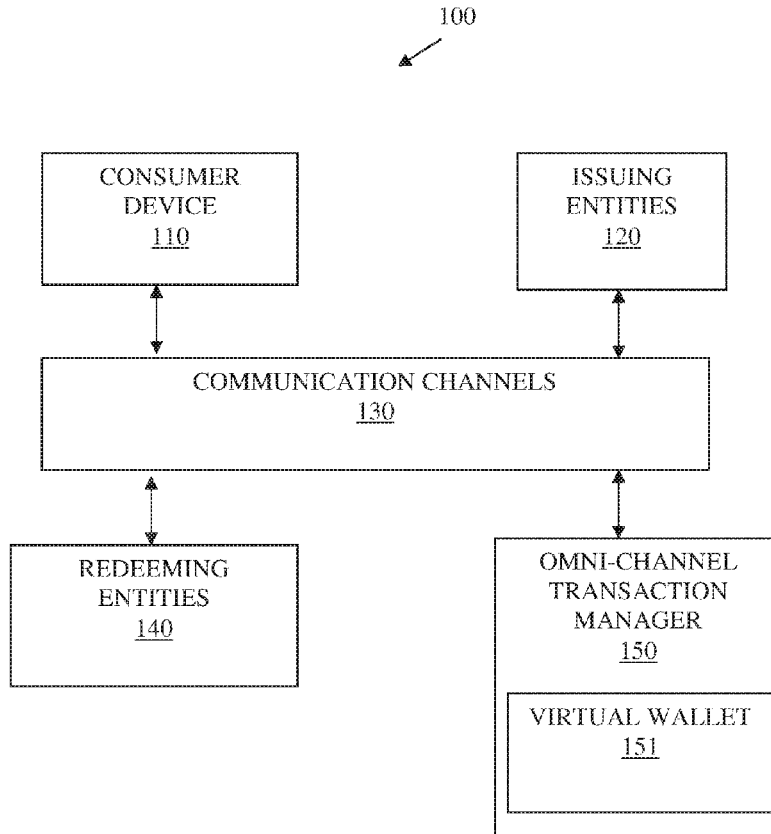 100
CONSUMER
DEVICE
110
ISSUING
ENTITIES
120
COMMUNICATION CHANNELS
130
REDEEMING
ENTITIES
140
OMNI-CHANNEL
TRANSACTION
MANAGER
150
VIRTUAL WALLET
151